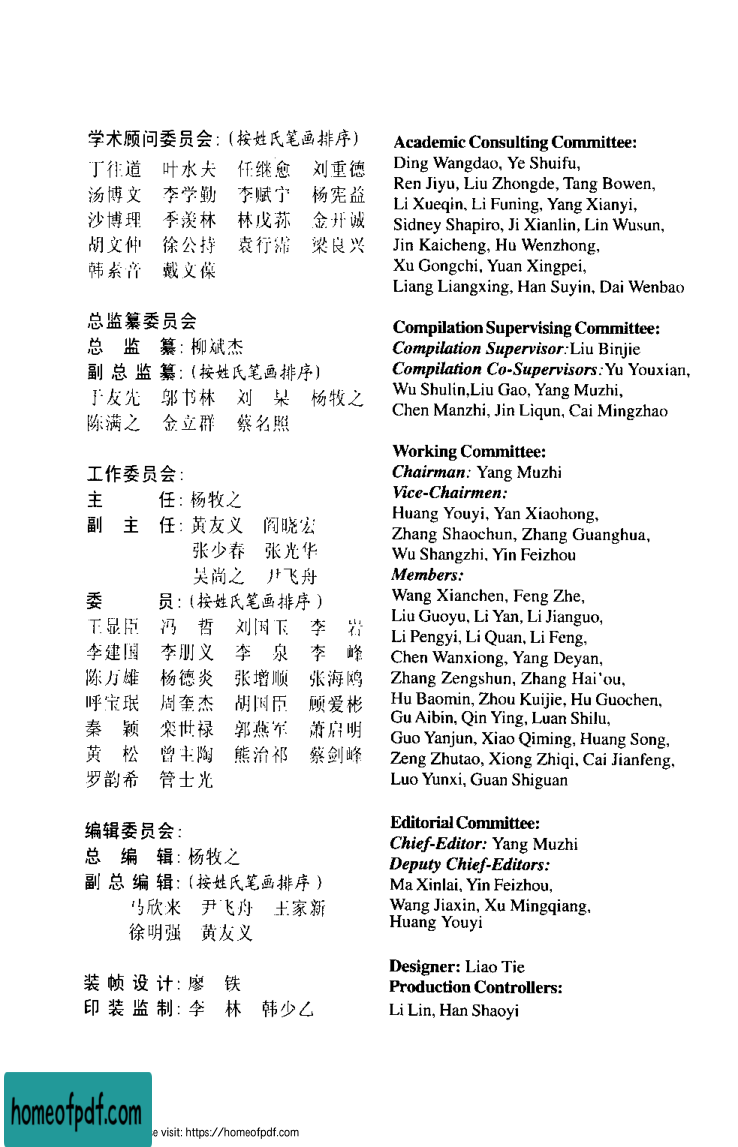 学术顾问委员会:(按姓氏笔画排序)
丁往道 叶水夫 任继愈 刘重德
汤博文 李学勤 李赋宁 杨宪益
沙博理 季羡林 林戊荪 金开诚
胡文仲 徐公持 袁行霈 梁良兴
韩素音 戴文葆
总监纂委员会
总 监 纂:柳斌杰
副总监纂:(按姓氏笔画排序)
于友先 邬书林 刘 杲 杨牧之
陈满之 金立群 蔡名照
工作委员会:
主 任:杨牧之
副 主 任:黄友义 阎晓宏
张少春 张光华
吴尚之 尹飞舟
委 员:(按姓氏笔画排序)
王显臣 冯 哲 刘国玉 李 岩
李建国 李朋义 李 泉 李 峰
陈万雄 杨德炎 张增顺 张海鸥
呼宝珉 周奎杰 胡国臣 顾爱彬
秦 颖 栾世禄 郭燕军 萧启明
黄 松 曾主陶 熊治祁 蔡剑峰
罗韵希 管士光
编辑委员会:
总 编 辑:杨牧之
副总编辑:(按姓氏笔画排序)
马欣来 尹飞舟 王家新
徐明强 黄友义
装帧设计:廖 铁
印装监制:李 林 韩少乙
Academic Consulting Committee:
Ding Wangdao, Ye Shuifu,
Ren Jiyu, Liu Zhongde, Tang Bowen,
Li Xueqin, Li Funing, Yang Xianyi,
Sidney Shapiro, Ji Xianlin, Lin Wusun,
Jin Kaicheng, Hu Wenzhong,
Xu Gongchi, Yuan Xingpei,
Liang Liangxing, Han Suyin, Dai Wenbao
Compilation Supervising Committee:
Compilation Supervisor:Liu Binjie
Compilation Co-Supervisors:Yu Youxian,
Wu Shulin,Liu Gao, Yang Muzhi,
Chen Manzhi, Jin Liqun, Cai Mingzhao
Working Committee:
Chairman: Yang Muzhi
Vice-Chairmen:
Huang Youyi, Yan Xiaohong,
Zhang Shaochun, Zhang Guanghua,
Wu Shangzhi, Yin Feizhou
Members:
Wang Xianchen, Feng Zhe,
Liu Guoyu, Li Yan, Li Jianguo,
Li Pengyi, Li Quan, Li Feng,
Chen Wanxiong, Yang Deyan,
Zhang Zengshun, Zhang Hai'ou,
Hu Baomin, Zhou Kuijie, Hu Guochen,
Gu Aibin, Qin Ying, Luan Shilu,
Guo Yanjun, Xiao Qiming, Huang Song,
Zeng Zhutao, Xiong Zhiqi, Cai Jianfeng,
Luo Yunxi, Guan Shiguan
Editorial Committee:
Chief-Editor: Yang Muzhi
Deputy Chief-Editors:
Ma Xinlai, Yin Feizhou,
Wang Jiaxin, Xu Mingqiang,
Huang Youyi
Designer: Liao Tie
Production Controllers:
Li Lin, Han Shaoyi
homeofpdf.com
visit: https://homeofpdf.com